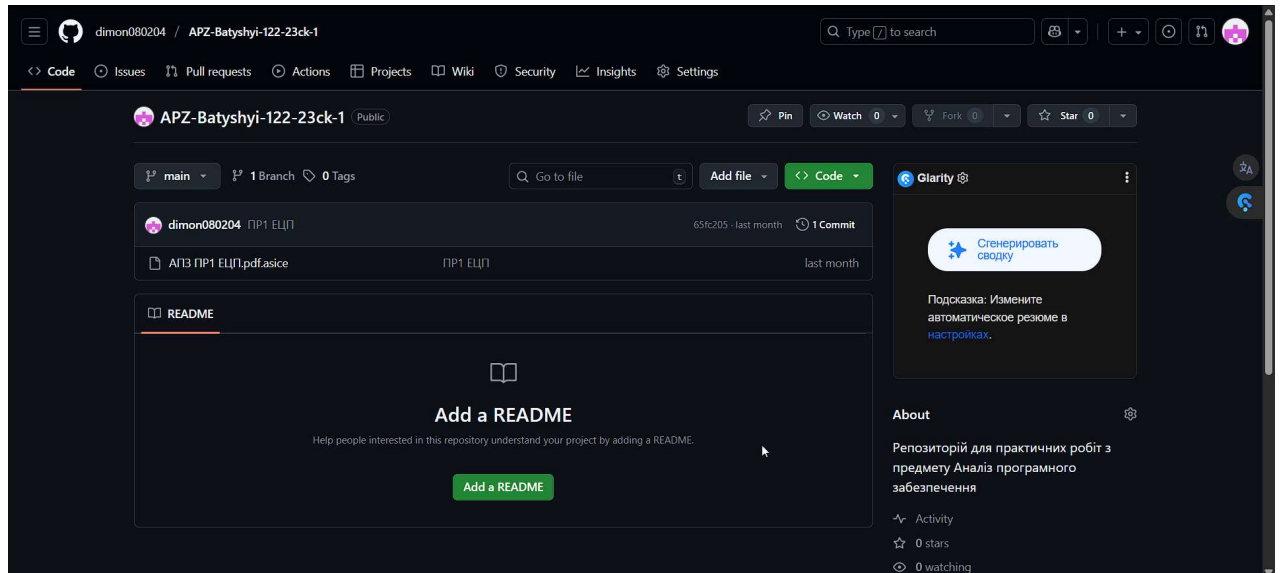 dimon080204 / APZ-Batyshyi-122-23ck-1
Type / to search
Code Issues Pull requests Actions Projects Wiki Security Insights Settings
APZ-Batyshyi-122-23ck-1 Public
Pin Watch 0 Fork 0 Star 0
main 1 Branch 0 Tags
Go to file t Add file Code
dimon080204 ПР1 ЕЦП 65fc205 · last month 1 Commit
АПЗ ПР1 ЕЦП.pdf.asice ПР1 ЕЦП last month
README
Add a README
Help people interested in this repository understand your project by adding a README.
Add a README
Glarity
Сгенерировать
сводку
Подсказка: Измените
автоматическое резюме в
настройках.
About
Репозиторій для практичних робіт з
предмету Аналіз програмного
забезпечення
Activity
0 stars
0 watching